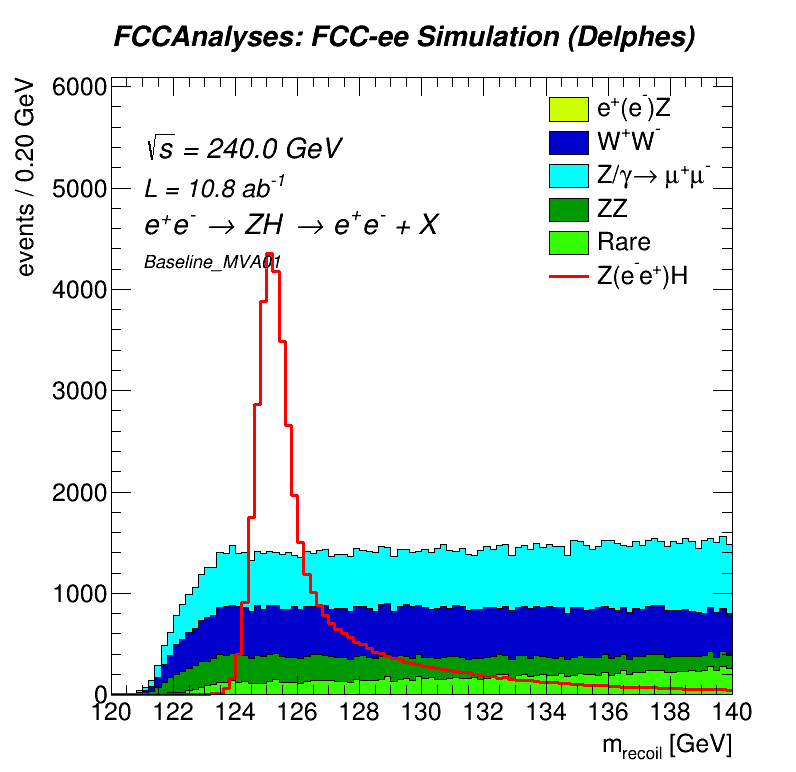 FCCAnalyses: FCC-ee Simulation (Delphes)
events / 0.20 GeV
6000
5000
4000
3000
2000
1000
0
√s = 240.0 GeV
L = 10.8 ab⁻¹
e⁺e⁻ → ZH → e⁺e⁻ + X
Baseline_MVA01
e⁺(e⁻)Z
W⁺W⁻
Z/γ→ μ⁺μ⁻
ZZ
Rare
Z(e⁻e⁺)H
120 122 124 126 128 130 132 134 136 138 140
m_recoil [GeV]